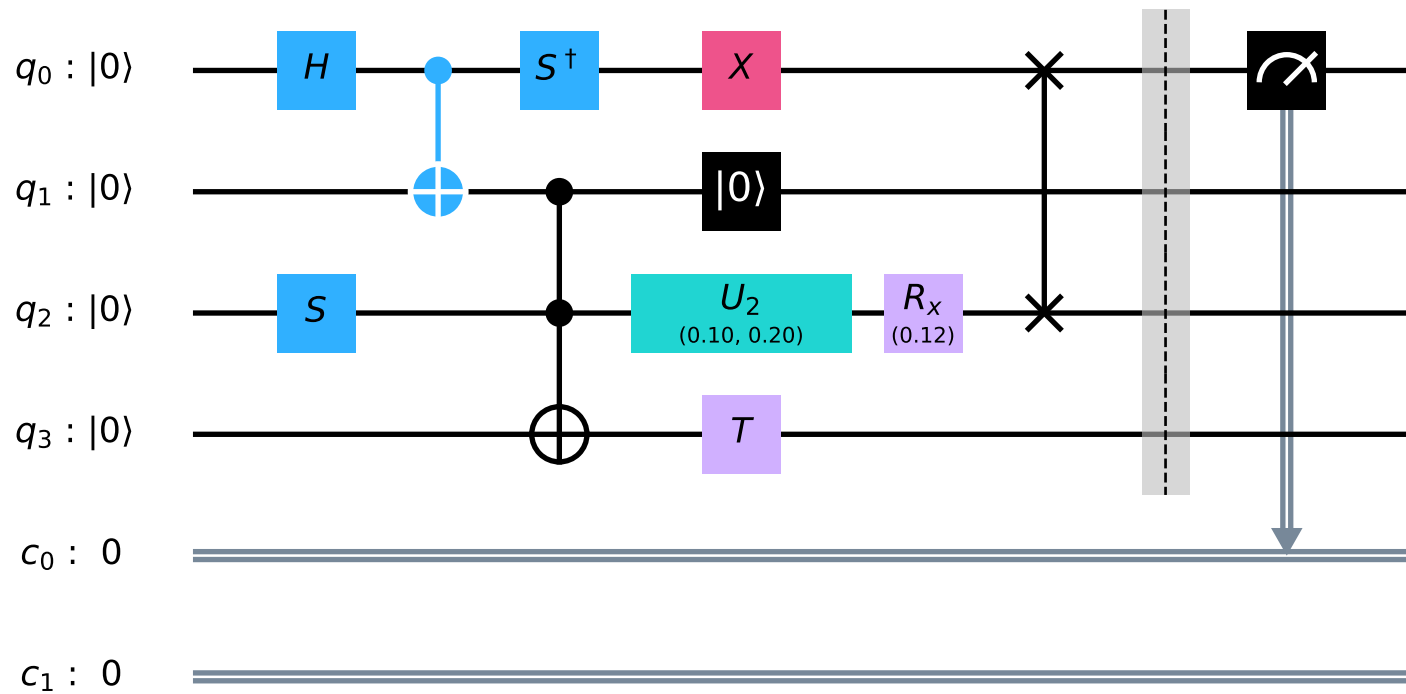 q0 : |0⟩ H S† X
q1 : |0⟩ |0⟩
q2 : |0⟩ S U2 Rx
(0.10, 0.20) (0.12)
q3 : |0⟩ T
c0 : 0
c1 : 0